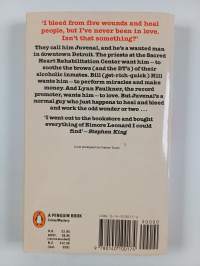 'I bleed from five wounds and heal
people, but I've never been in love.
Isn't that something?'
They call him Juvenal, and he's a wanted man
in downtown Detroit. The priests at the Sacred
Heart Rehabilitation Center want him – to
soothe the brows (and the DT's) of their
alcoholic inmates. Bill (get-rich-quick) Hill
wants him – to perform miracles and make
money. And Lynn Faulkner, the record
promoter, wants him – to love. But Juvenal's a
normal guy who just happens to heal and bleed
and work the odd wonder or two . . .
'I went out to the bookstore and bought
everything of Elmore Leonard I could
find' – Stephen King
A PENGUIN BOOK
Crime/Mystery
90000